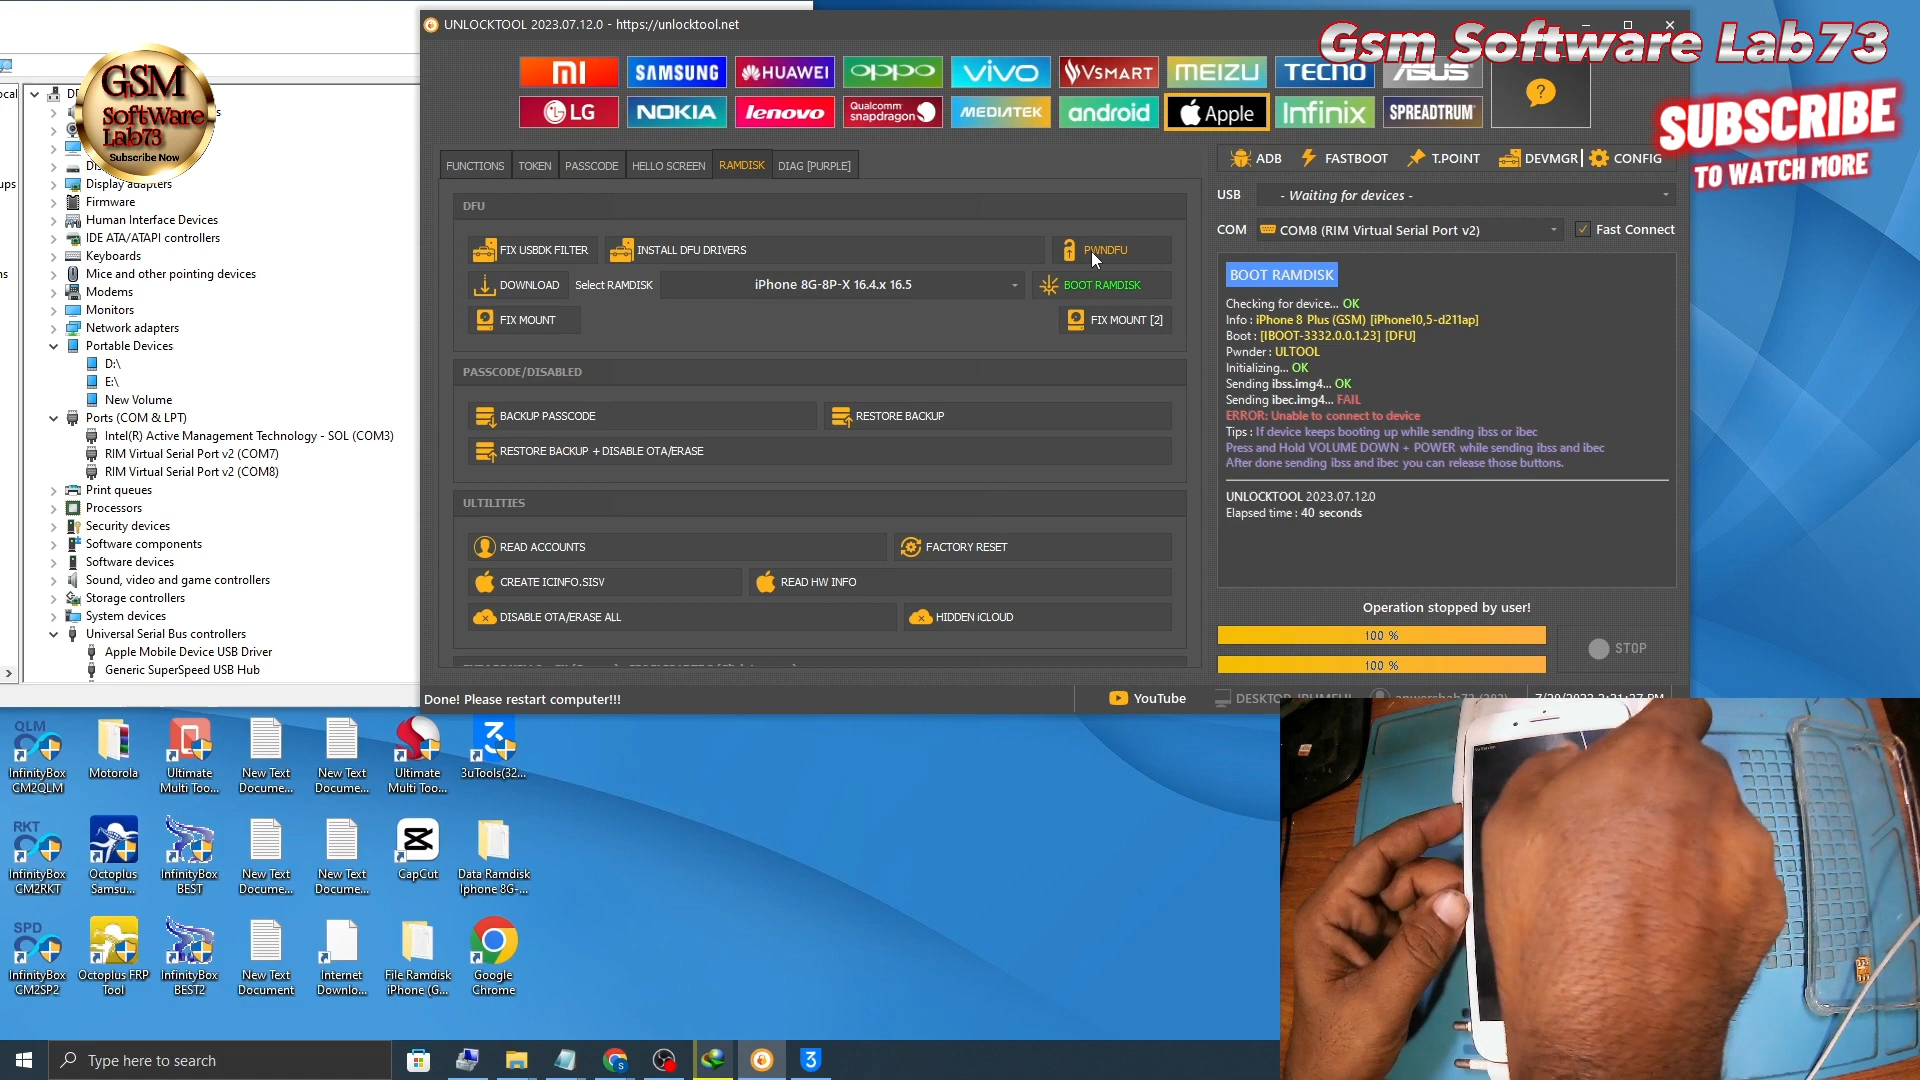 UNLOCKTOOL 2023.07.12.0 - https://unlocktool.net
Gsm Software Lab73
SUBSCRIBE
TO WATCH MORE
GSM
SoftWare
Lab73
Subscribe Now
mi
SAMSUNG
HUAWEI
oppo
vivo
VSMART
MEIZU
TECNO
ASUS
?
LG
NOKIA
lenovo
Qualcomm
snapdragon
MEDIATEK
android
Apple
Infinix
SPREADTRUM
FUNCTIONS
TOKEN
PASSCODE
HELLO SCREEN
RAMDISK
DIAG [PURPLE]
ADB
FASTBOOT
T.POINT
DEVMGR
CONFIG
DFU
FIX USBDK FILTER
INSTALL DFU DRIVERS
PWNDFU
DOWNLOAD
Select RAMDISK
iPhone 8G-8P-X 16.4.x 16.5
BOOT RAMDISK
FIX MOUNT
FIX MOUNT [2]
PASSCODE/DISABLED
BACKUP PASSCODE
RESTORE BACKUP
RESTORE BACKUP + DISABLE OTA/ERASE
ULTILITIES
READ ACCOUNTS
FACTORY RESET
CREATE ICINFO.SISV
READ HW INFO
DISABLE OTA/ERASE ALL
HIDDEN iCLOUD
USB
- Waiting for devices -
COM
COM8 (RIM Virtual Serial Port v2)
Fast Connect
BOOT RAMDISK
Checking for device... OK
Info : iPhone 8 Plus (GSM) [iPhone10,5-d211ap]
Boot : [IBOOT-3332.0.0.1.23] [DFU]
Pwnder : ULTOOL
Initializing... OK
Sending ibss.img4... OK
Sending ibec.img4... FAIL
ERROR: Unable to connect to device
Tips : If device keeps booting up while sending ibss or ibec
Press and Hold VOLUME DOWN + POWER while sending ibss and ibec
After done sending ibss and ibec you can release those buttons.
UNLOCKTOOL 2023.07.12.0
Elapsed time : 40 seconds
Operation stopped by user!
100 %
100 %
STOP
Done! Please restart computer!!!
YouTube
Display adapters
Firmware
Human Interface Devices
IDE ATA/ATAPI controllers
Keyboards
Mice and other pointing devices
Modems
Monitors
Network adapters
Portable Devices
D:\
E:\
New Volume
Ports (COM & LPT)
Intel(R) Active Management Technology - SOL (COM3)
RIM Virtual Serial Port v2 (COM7)
RIM Virtual Serial Port v2 (COM8)
Print queues
Processors
Security devices
Software components
Software devices
Sound, video and game controllers
Storage controllers
System devices
Universal Serial Bus controllers
Apple Mobile Device USB Driver
Generic SuperSpeed USB Hub
QLM
InfinityBox
CM2QLM
Motorola
Ultimate
Multi Too...
New Text
Docume...
New Text
Docume...
Ultimate
Multi Too...
3uTools(32...
RKT
InfinityBox
CM2RKT
Octoplus
Samsu...
InfinityBox
BEST
New Text
Docume...
New Text
Docume...
CapCut
Data Ramdisk
Iphone 8G-...
SPD
InfinityBox
CM2SP2
Octoplus FRP
Tool
InfinityBox
BEST2
New Text
Document
Internet
Downlo...
File Ramdisk
iPhone (G...
Google
Chrome
Type here to search